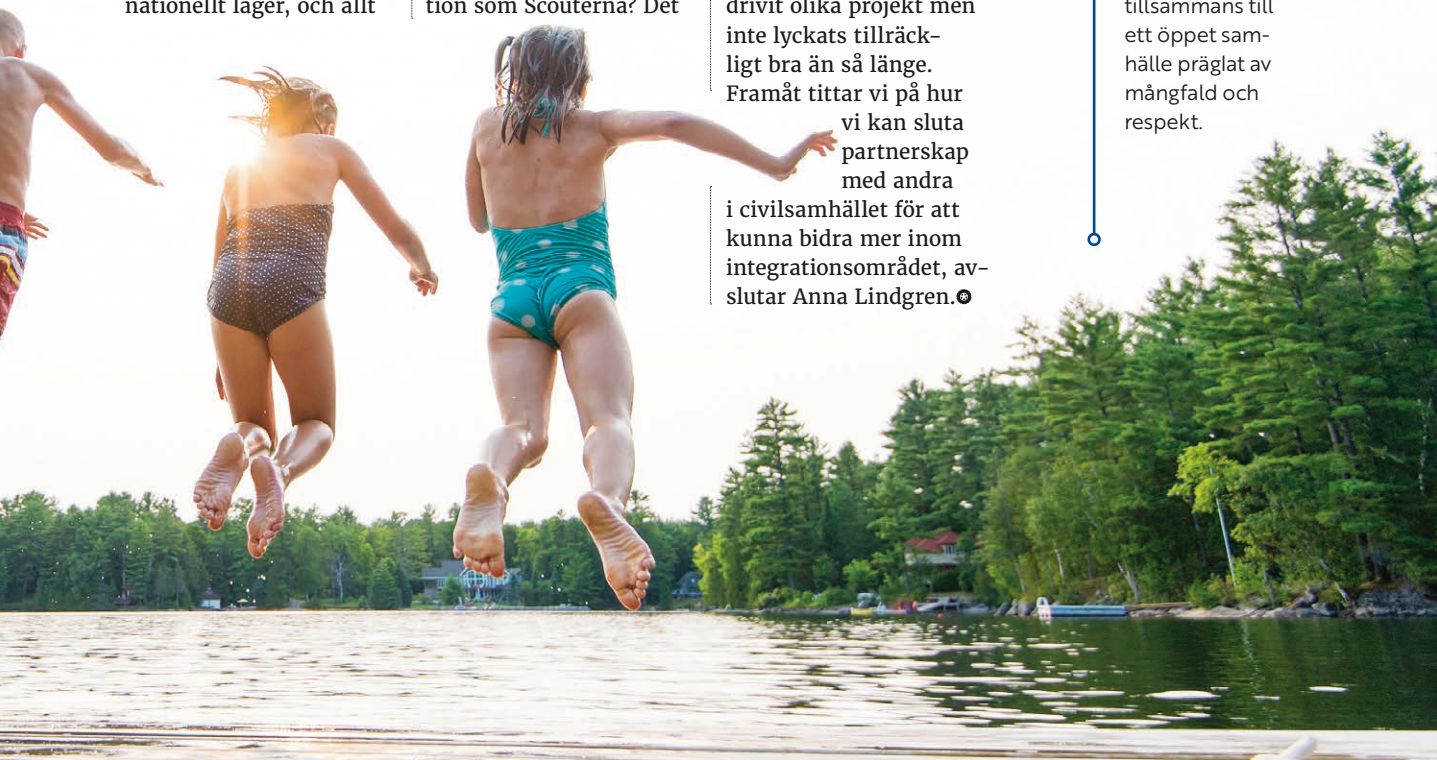 nationellt läger, och allt
tion som Scouterna? Det
drivit olika projekt men
inte lyckats tillräck-
ligt bra än så länge.
Framåt tittar vi på hur
vi kan sluta
partnerskap
med andra
i civilsamhället för att
kunna bidra mer inom
integrationsområdet, av-
slutar Anna Lindgren.
tillsammans till
ett öppet sam-
hälle präglat av
mångfald och
respekt.